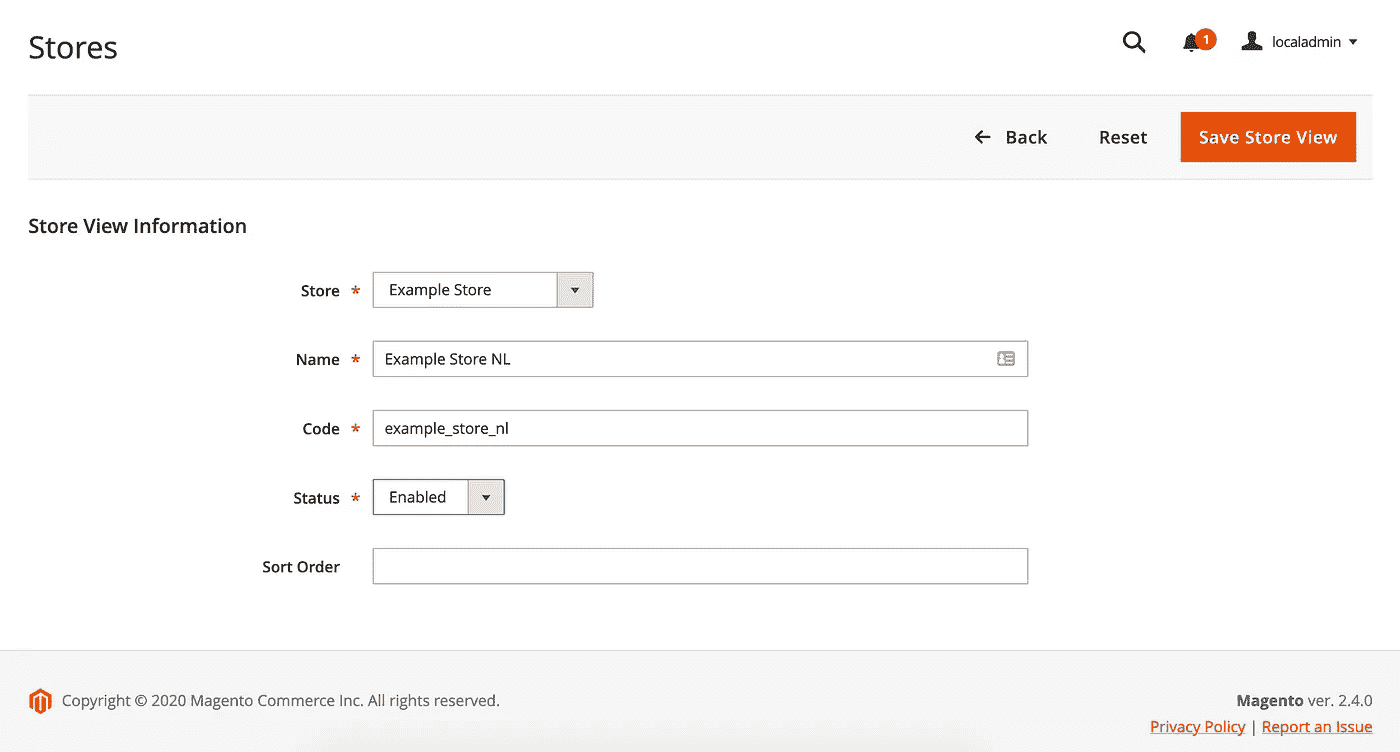 Stores
1
localadmin
Back Reset Save Store View
Store View Information
Store * Example Store
Name * Example Store NL
Code * example_store_nl
Status * Enabled
Sort Order
Copyright © 2020 Magento Commerce Inc. All rights reserved.
Magento ver. 2.4.0
Privacy Policy | Report an Issue